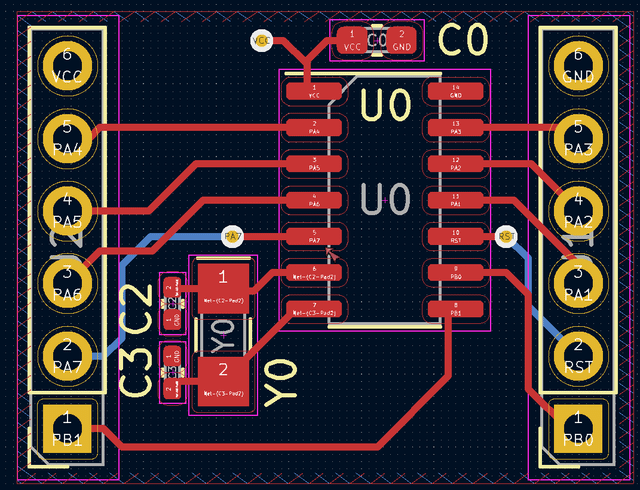 6
VCC
5
PA4
4
PA5
3
PA6
2
PA7
1
PB1
J2
VCC
1
VCC
C0
2
GND
C0
U0
U0
1
VCC
2
PA4
3
PA5
4
PA6
5
PA7
6
Net-(C2-Pad2)
7
Net-(C3-Pad2)
14
GND
13
PA3
12
PA2
11
PA1
10
RST
9
PB0
8
PB1
PA7
RST
C2
2
C2
1
GND
C3
1
GND
C3
2
1
Net-(C2-Pad2)
Y0
2
Net-(C3-Pad2)
Y0
6
GND
5
PA3
4
PA2
3
PA1
2
RST
1
PB0